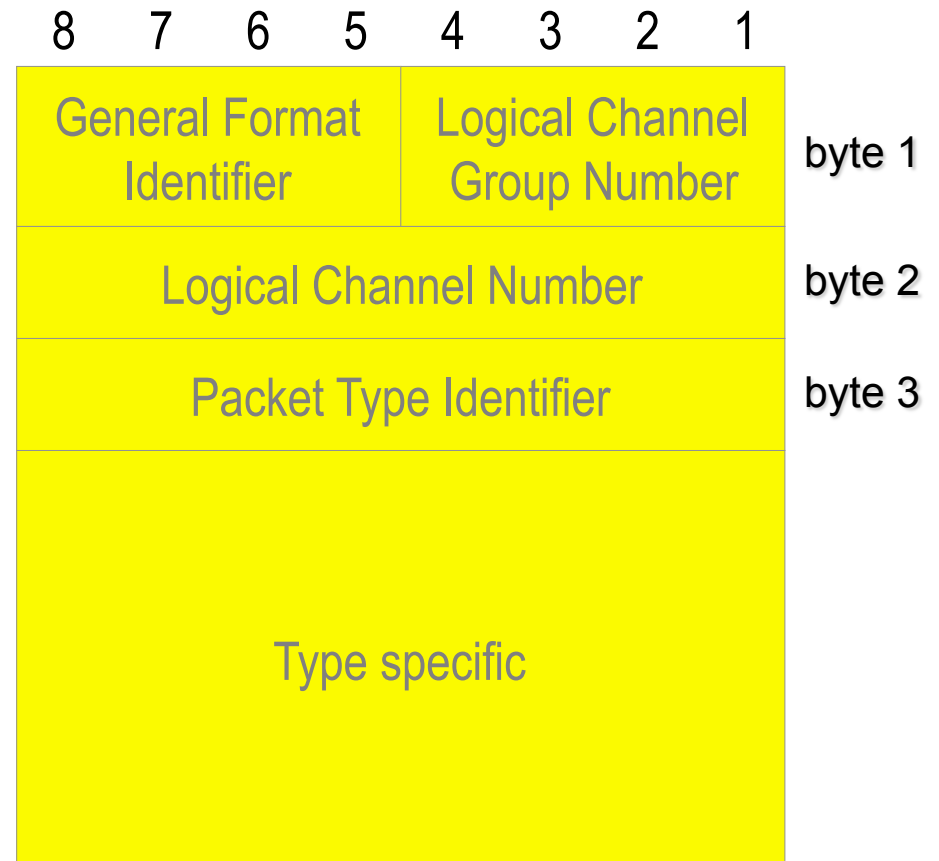 8 7 6 5 4 3 2 1
General Format Logical Channel
Identifier Group Number byte 1
Logical Channel Number byte 2
Packet Type Identifier byte 3
Type specific